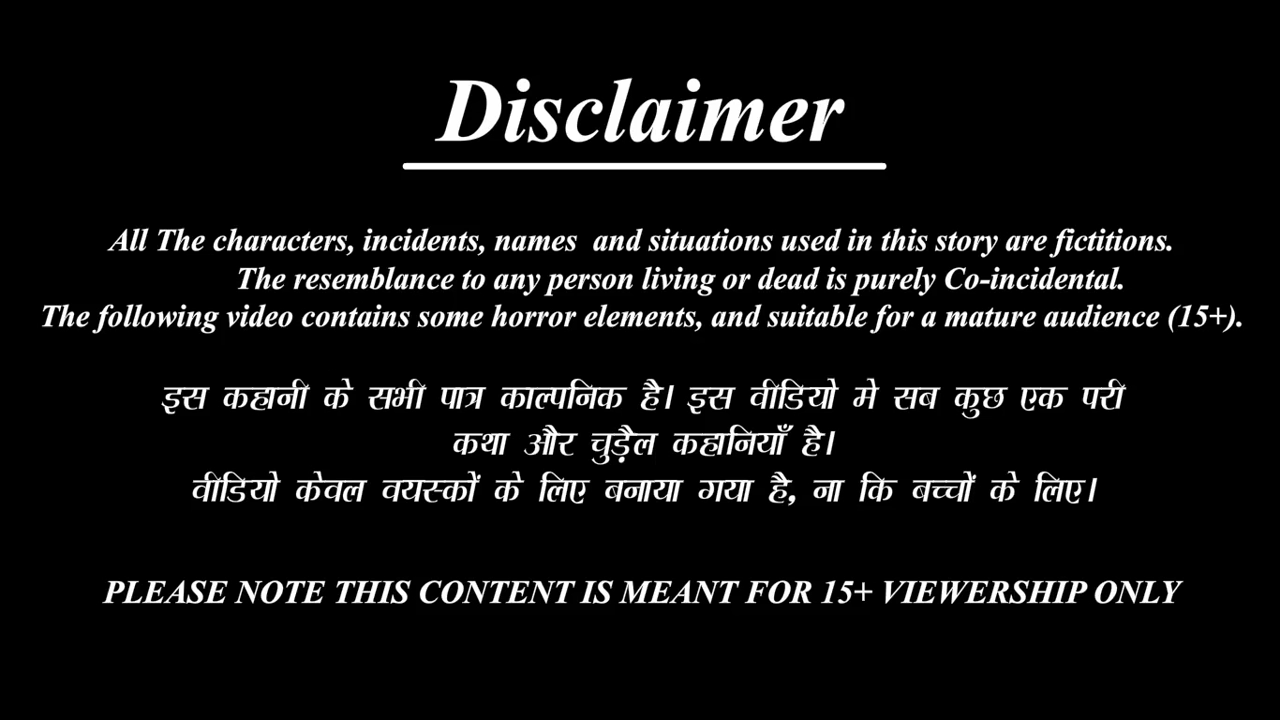 Disclaimer
All The characters, incidents, names and situations used in this story are fictitions.
The resemblance to any person living or dead is purely Co-incidental.
The following video contains some horror elements, and suitable for a mature audience (15+).
इस कहानी के सभी पात्र काल्पनिक है। इस वीडियो मे सब कुछ एक परी
कथा और चुड़ैल कहानियाँ है।
वीडियो केवल वयस्कों के लिए बनाया गया है, ना कि बच्चों के लिए।
PLEASE NOTE THIS CONTENT IS MEANT FOR 15+ VIEWERSHIP ONLY